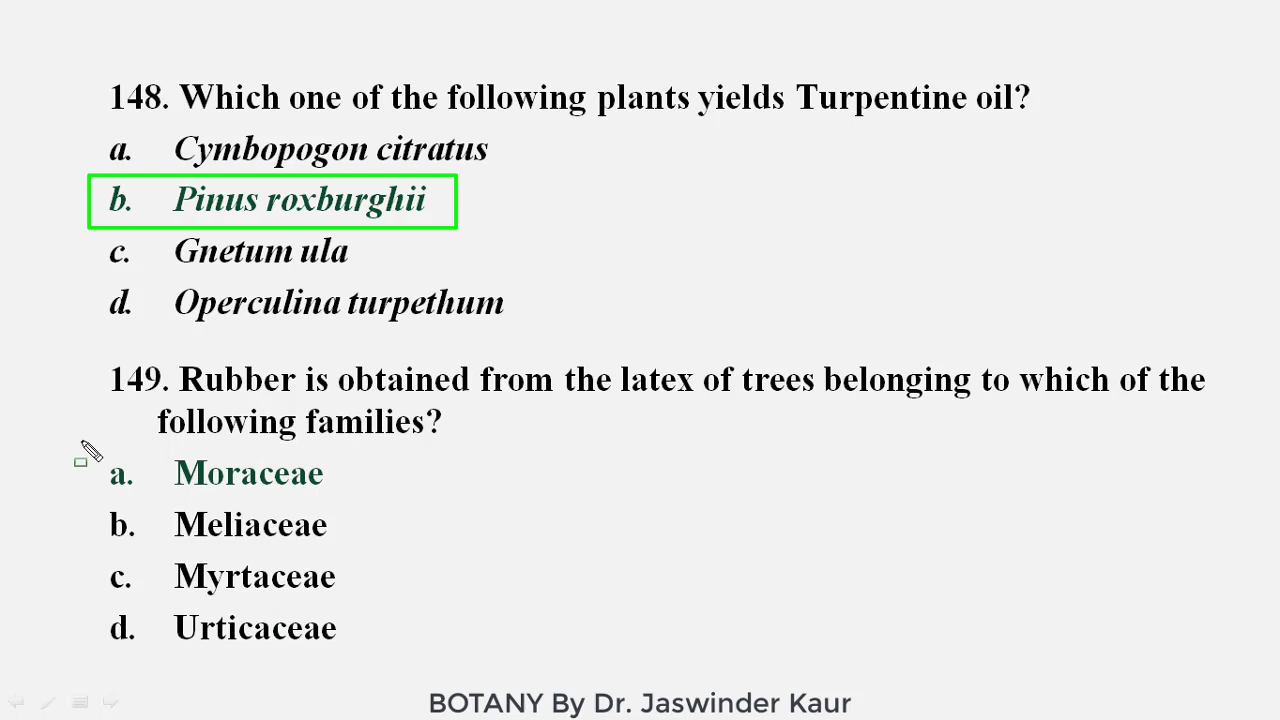 148. Which one of the following plants yields Turpentine oil?
a. Cymbopogon citratus
b. Pinus roxburghii
c. Gnetum ula
d. Operculina turpethum
149. Rubber is obtained from the latex of trees belonging to which of the
following families?
a. Moraceae
b. Meliaceae
c. Myrtaceae
d. Urticaceae
BOTANY By Dr. Jaswinder Kaur